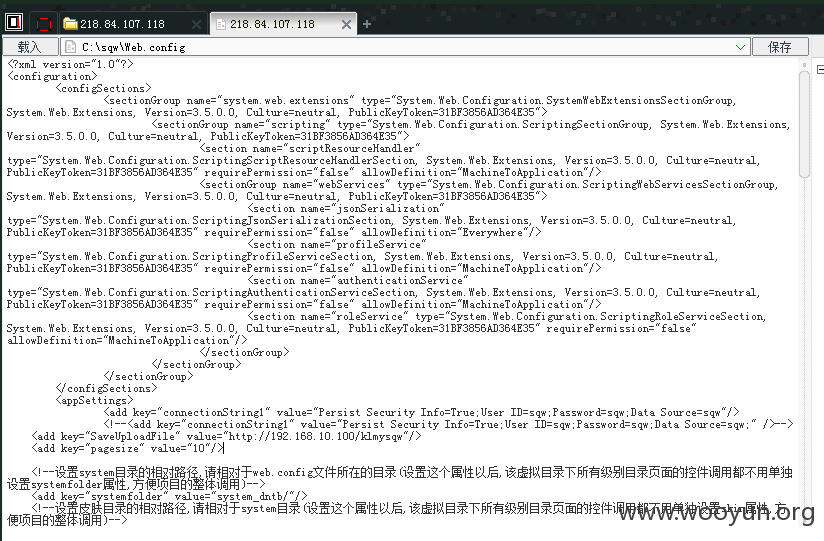 218.84.107.118
218.84.107.118
载入
C:\sqw\Web.config
保存
<?xml version="1.0"?>
<configuration>
<configSections>
<sectionGroup name="system.web.extensions" type="System.Web.Configuration.SystemWebExtensionsSectionGroup,
System.Web.Extensions, Version=3.5.0.0, Culture=neutral, PublicKeyToken=31BF3856AD364E35">
<sectionGroup name="scripting" type="System.Web.Configuration.ScriptingSectionGroup, System.Web.Extensions,
Version=3.5.0.0, Culture=neutral, PublicKeyToken=31BF3856AD364E35">
<section name="scriptResourceHandler"
type="System.Web.Configuration.ScriptingScriptResourceHandlerSection, System.Web.Extensions, Version=3.5.0.0, Culture=neutral,
PublicKeyToken=31BF3856AD364E35" requirePermission="false" allowDefinition="MachineToApplication"/>
<sectionGroup name="webServices" type="System.Web.Configuration.ScriptingWebServicesSectionGroup,
System.Web.Extensions, Version=3.5.0.0, Culture=neutral, PublicKeyToken=31BF3856AD364E35">
<section name="jsonSerialization"
type="System.Web.Configuration.ScriptingJsonSerializationSection, System.Web.Extensions, Version=3.5.0.0, Culture=neutral,
PublicKeyToken=31BF3856AD364E35" requirePermission="false" allowDefinition="Everywhere"/>
<section name="profileService"
type="System.Web.Configuration.ScriptingProfileServiceSection, System.Web.Extensions, Version=3.5.0.0, Culture=neutral,
PublicKeyToken=31BF3856AD364E35" requirePermission="false" allowDefinition="MachineToApplication"/>
<section name="authenticationService"
type="System.Web.Configuration.ScriptingAuthenticationServiceSection, System.Web.Extensions, Version=3.5.0.0, Culture=neutral,
PublicKeyToken=31BF3856AD364E35" requirePermission="false" allowDefinition="MachineToApplication"/>
<section name="roleService" type="System.Web.Configuration.ScriptingRoleServiceSection,
System.Web.Extensions, Version=3.5.0.0, Culture=neutral, PublicKeyToken=31BF3856AD364E35" requirePermission="false"
allowDefinition="MachineToApplication"/>
</sectionGroup>
</sectionGroup>
</sectionGroup>
</configSections>
<appSettings>
<add key="connectionString1" value="Persist Security Info=True;User ID=sqw;Password=sqw;Data Source=sqw"/>
<!--<add key="connectionString1" value="Persist Security Info=True;User ID=sqw;Password=sqw;Data Source=sqw;" />-->
<add key="SaveUploadFile" value="http://192.168.10.100/klmysqw"/>
<add key="pagesize" value="10"/>
<!--设置system目录的相对路径,请相对于web.config文件所在的目录(设置这个属性以后,该虚拟目录下所有级别目录页面的控件调用都不用单独
设置systemfolder属性,方便项目的整体调用)-->
<add key="systemfolder" value="system_dntb/"/>
<!--设置皮肤目录的相对路径,请相对于system目录(设置这个属性以后,该虚拟目录下所有级别目录页面的控件调用都不用单独设置skin属性,方
便项目的整体调用)-->
www.wooyun.org